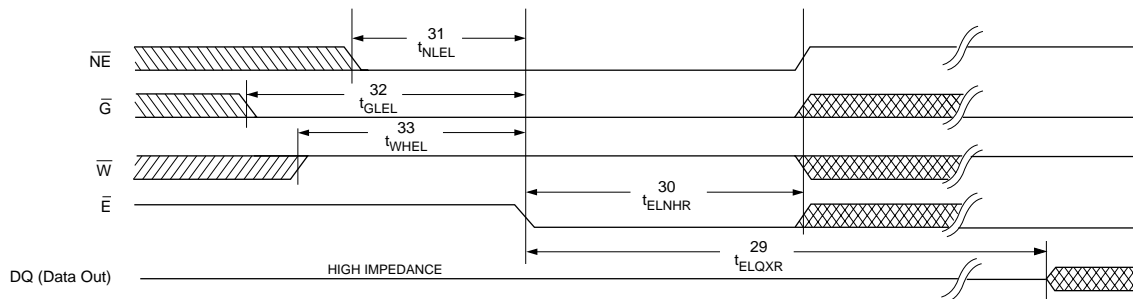 31
tNLEL
NE
32
G
tGLEL
33
tWHEL
W
30
E
tELNHR
29
tELQXR
DQ (Data Out)
HIGH IMPEDANCE